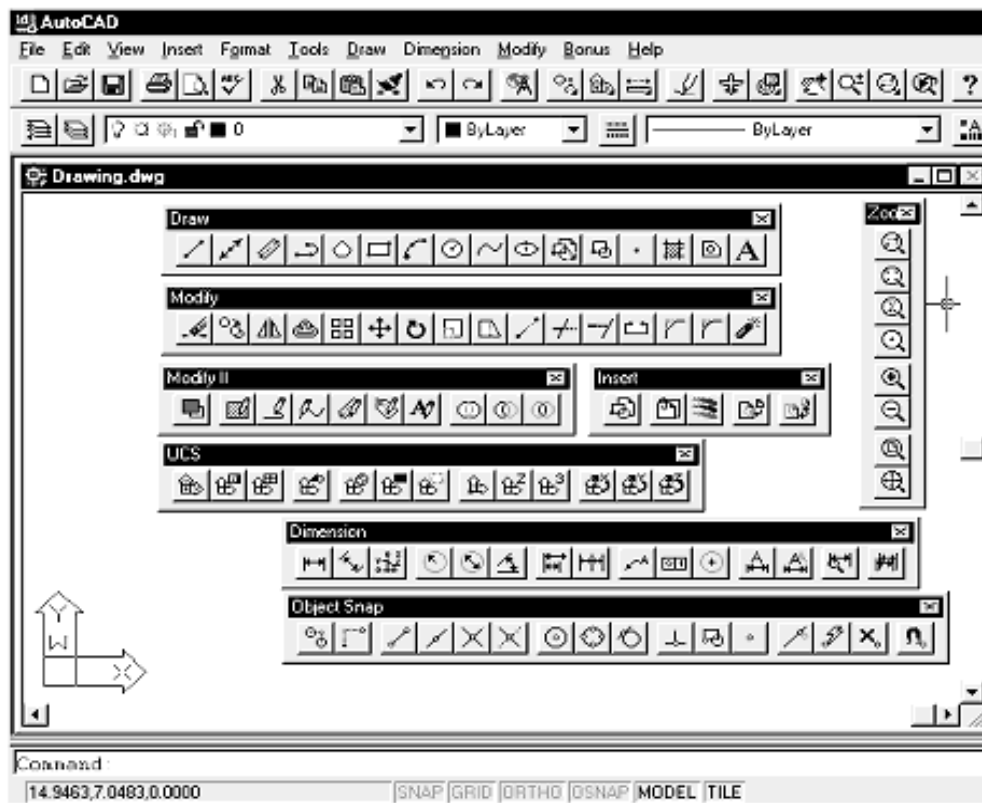 AutoCAD
File Edit View Insert Format Tools Draw Dimension Modify Bonus Help
0 ByLayer ByLayer
Drawing.dwg
Draw
Zoo
A
Modify
Modify II
Insert
UCS
Dimension
Object Snap
Y
W
X
Command:
14.9463,7.0483,0.0000 SNAP GRID ORTHO OSNAP MODEL TILE